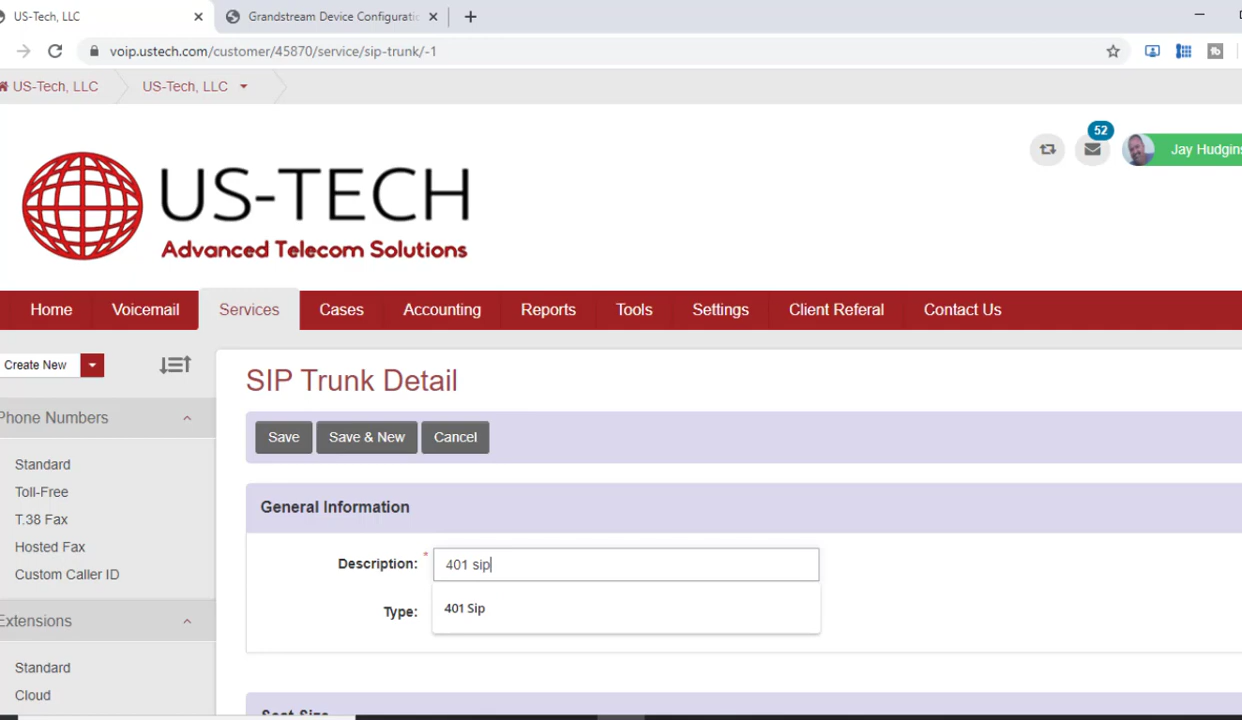 US-Tech, LLC
Grandstream Device Configurati
voip.ustech.com/customer/45870/service/sip-trunk/-1
US-Tech, LLC
US-Tech, LLC
52
Jay Hudgins
US-TECH
Advanced Telecom Solutions
Home Voicemail Services Cases Accounting Reports Tools Settings Client Referal Contact Us
Create New
SIP Trunk Detail
Phone Numbers
Save Save & New Cancel
Standard
Toll-Free
General Information
T.38 Fax
Hosted Fax
Description: * 401 sip
Custom Caller ID
Type:
401 Sip
Extensions
Standard
Cloud
Seat Size